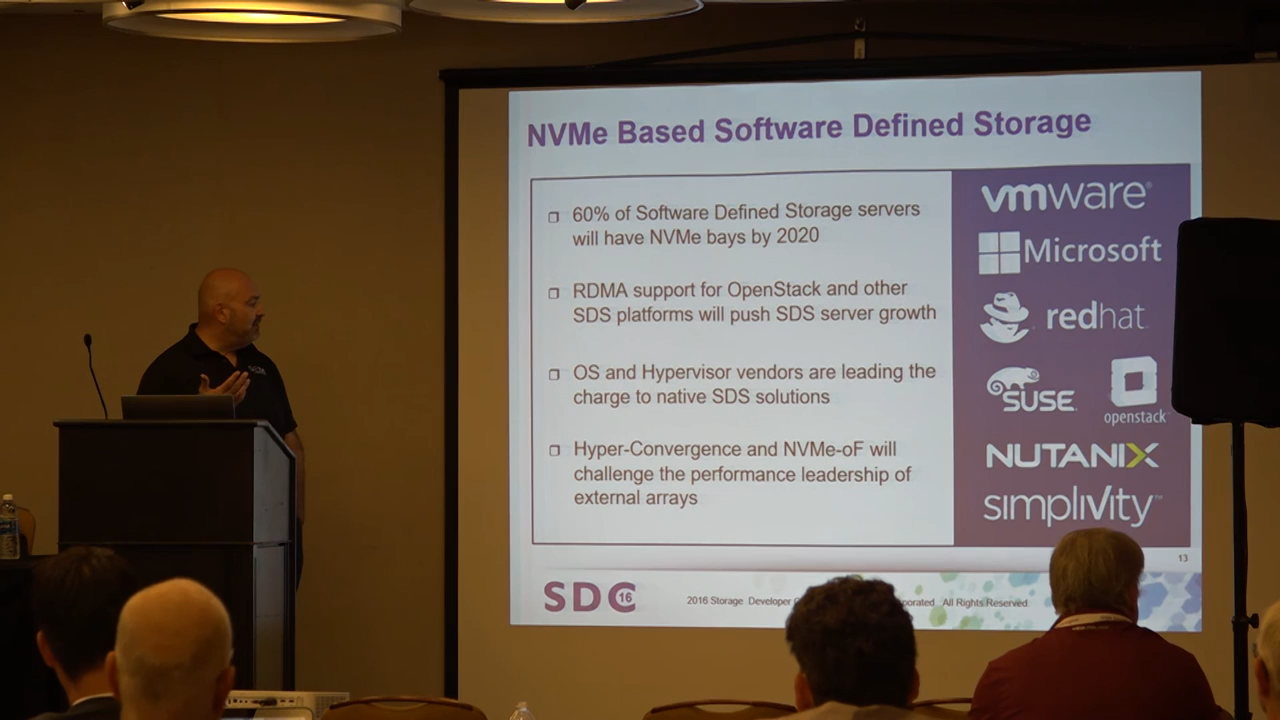 NVMe Based Software Defined Storage
60% of Software Defined Storage servers
will have NVMe bays by 2020
RDMA support for OpenStack and other
SDS platforms will push SDS server growth
OS and Hypervisor vendors are leading the
charge to native SDS solutions
Hyper-Convergence and NVMe-oF will
challenge the performance leadership of
external arrays
vmware®
Microsoft
redhat
SUSE
openstack
NUTANIX
simplivity™
13
SDC 16
2016 Storage Developer All Rights Reserved.